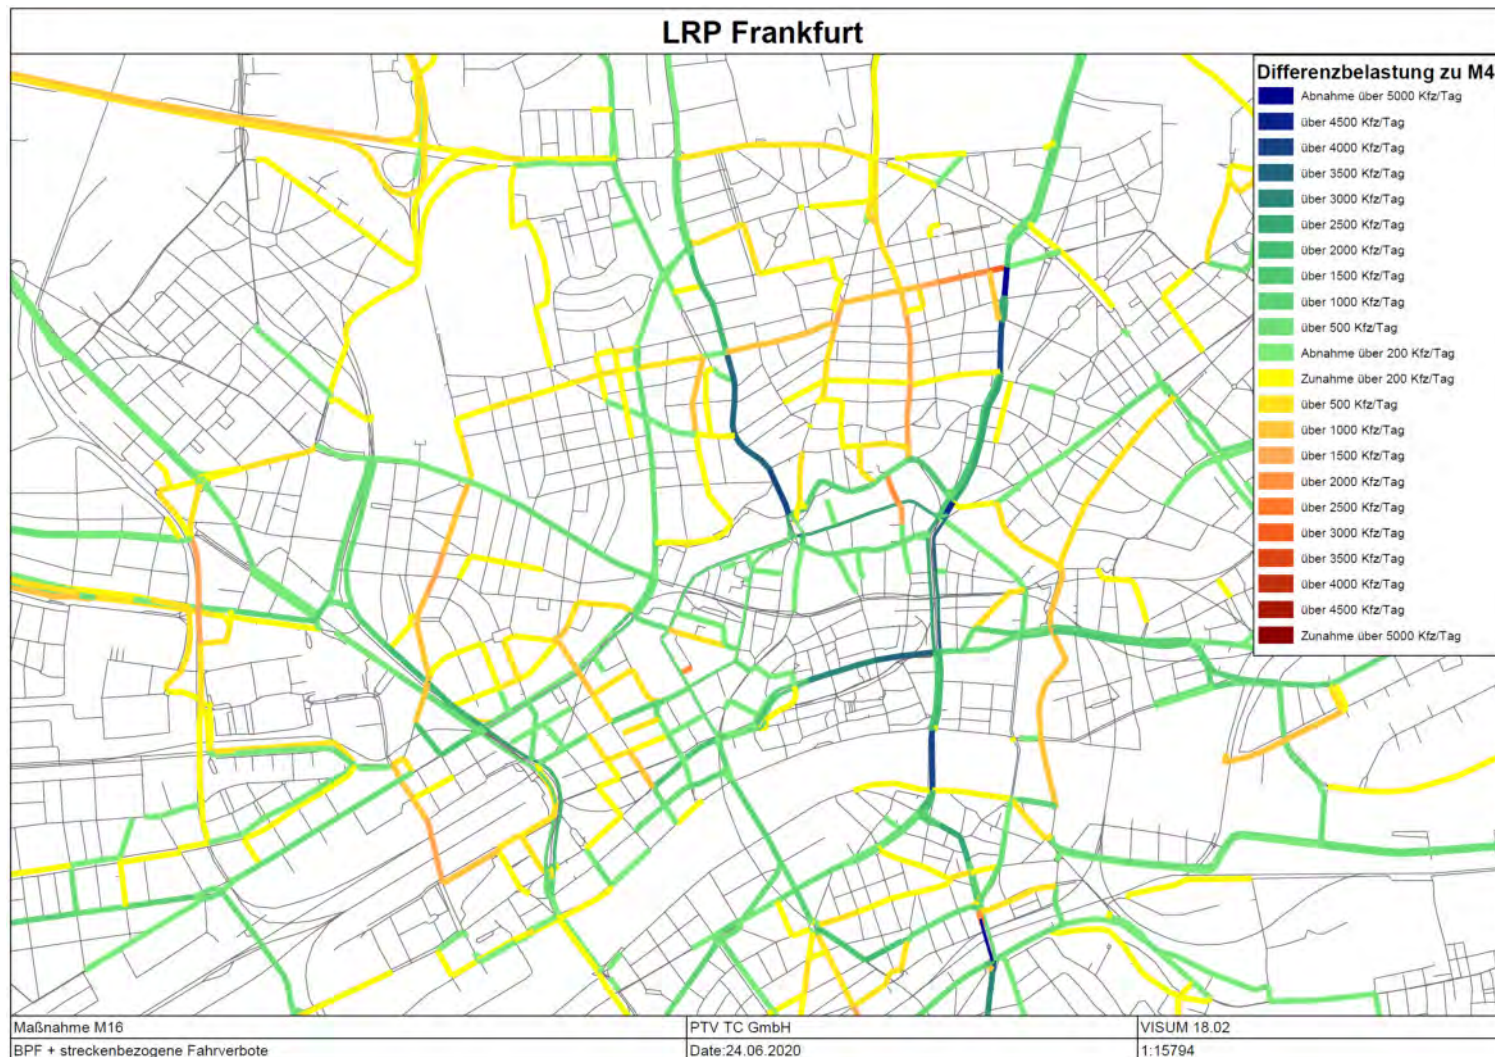 LRP Frankfurt
Differenzbelastung zu M4
Abnahme über 5000 Kfz/Tag
über 4500 Kfz/Tag
über 4000 Kfz/Tag
über 3500 Kfz/Tag
über 3000 Kfz/Tag
über 2500 Kfz/Tag
über 2000 Kfz/Tag
über 1500 Kfz/Tag
über 1000 Kfz/Tag
über 500 Kfz/Tag
Abnahme über 200 Kfz/Tag
Zunahme über 200 Kfz/Tag
über 500 Kfz/Tag
über 1000 Kfz/Tag
über 1500 Kfz/Tag
über 2000 Kfz/Tag
über 2500 Kfz/Tag
über 3000 Kfz/Tag
über 3500 Kfz/Tag
über 4000 Kfz/Tag
über 4500 Kfz/Tag
Zunahme über 5000 Kfz/Tag
Maßnahme M16
PTV TC GmbH
VISUM 18.02
BPF + streckenbezogene Fahrverbote
Date:24.06.2020
1:15794